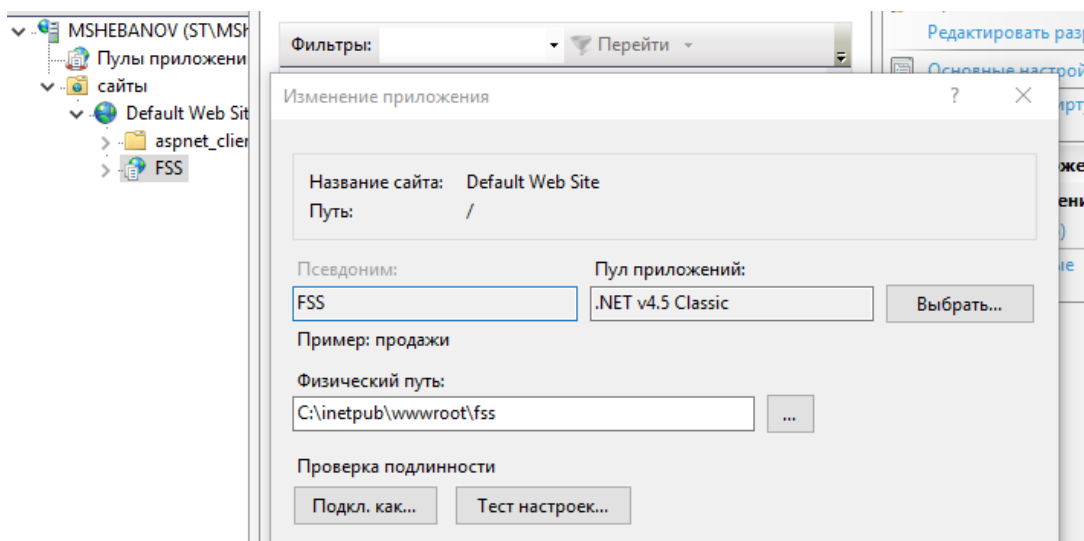 MSHEBANOV (ST\MSH
Пулы приложени
сайты
Default Web Sit
aspnet_clien
FSS
Фильтры:
Перейти
Редактировать разр
Основные настрой
ирту
Изменение приложения
?
Название сайта: Default Web Site
Путь: /
Псевдоним:
Пул приложений:
FSS
.NET v4.5 Classic
Выбрать...
Пример: продажи
Физический путь:
C:\inetpub\wwwroot\fss
...
Проверка подлинности
Подкл. как...
Тест настроек...